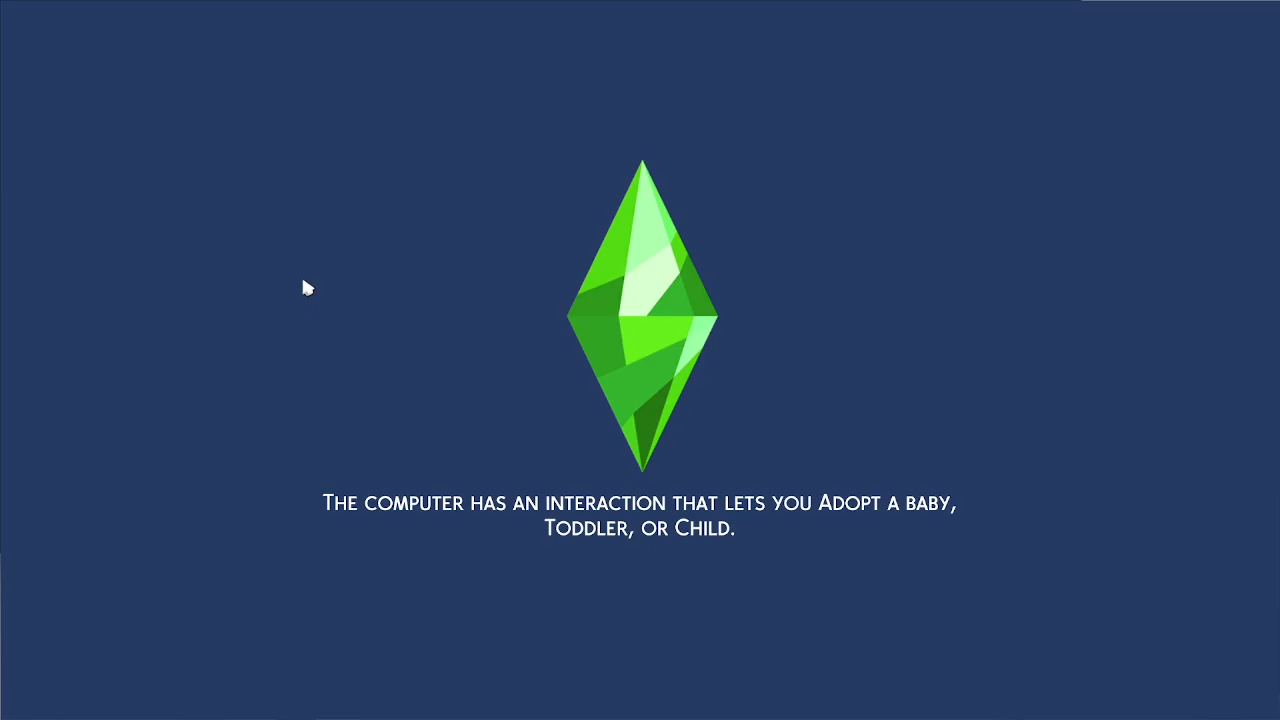 The computer has an interaction that lets you Adopt a baby,
Toddler, or Child.